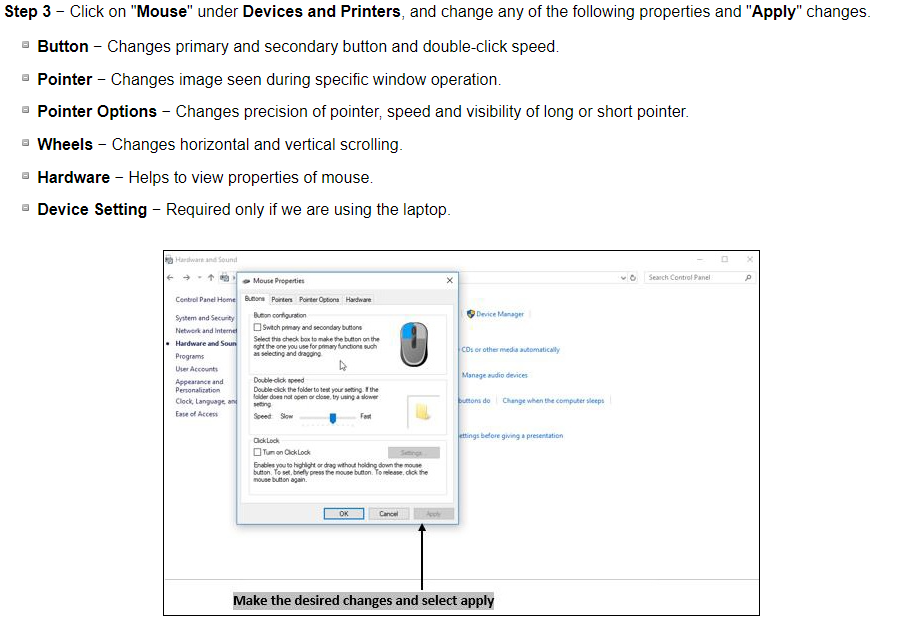 Step 3 – Click on "Mouse" under Devices and Printers, and change any of the following properties and "Apply" changes.
Button – Changes primary and secondary button and double-click speed.
Pointer – Changes image seen during specific window operation.
Pointer Options – Changes precision of pointer, speed and visibility of long or short pointer.
Wheels – Changes horizontal and vertical scrolling.
Hardware – Helps to view properties of mouse.
Device Setting – Required only if we are using the laptop.
Hardware and Sound
Search Control Panel
Control Panel Home
System and Security
Network and Internet
Hardware and Soun
Programs
User Accounts
Appearance and
Personalization
Clock, Language, and
Ease of Access
Mouse Properties
Buttons Pointers Pointer Options Hardware
Button configuration
Switch primary and secondary buttons
Select this check box to make the button on the
right the one you use for primary functions such
as selecting and dragging.
Double-click speed
Double-click the folder to test your setting. If the
folder does not open or close, try using a slower
setting.
Speed: Slow Fast
ClickLock
Turn on ClickLock
Settings
Enables you to highlight or drag without holding down the mouse
button. To set, briefly press the mouse button. To release, click the
mouse button again.
OK Cancel Apply
Device Manager
CDs or other media automatically
Manage audio devices
buttons do Change when the computer sleeps
ettings before giving a presentation
Make the desired changes and select apply